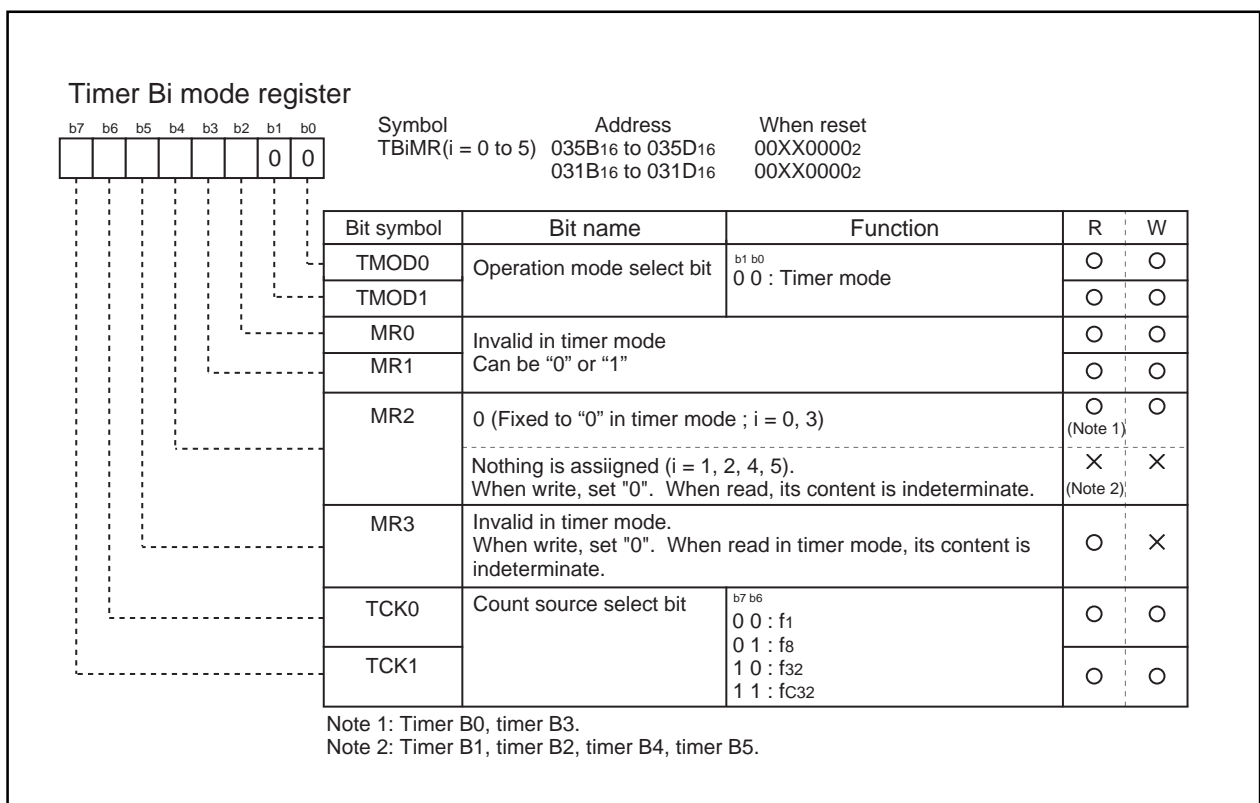 Timer Bi mode register
b7 b6 b5 b4 b3 b2 b1 b0
0 0
Symbol Address When reset
TBiMR(i = 0 to 5) 035B16 to 035D16 00XX00002
031B16 to 031D16 00XX00002
Bit symbol Bit name Function R W
TMOD0 Operation mode select bit b1 b0
0 0 : Timer mode
TMOD1
MR0 Invalid in timer mode
MR1 Can be “0” or “1”
MR2 0 (Fixed to “0” in timer mode ; i = 0, 3)
(Note 1)
Nothing is assiigned (i = 1, 2, 4, 5).
When write, set "0". When read, its content is indeterminate. (Note 2)
MR3 Invalid in timer mode.
When write, set "0". When read in timer mode, its content is
indeterminate.
TCK0 Count source select bit b7 b6
0 0 : f1
0 1 : f8
TCK1 1 0 : f32
1 1 : fC32
Note 1: Timer B0, timer B3.
Note 2: Timer B1, timer B2, timer B4, timer B5.